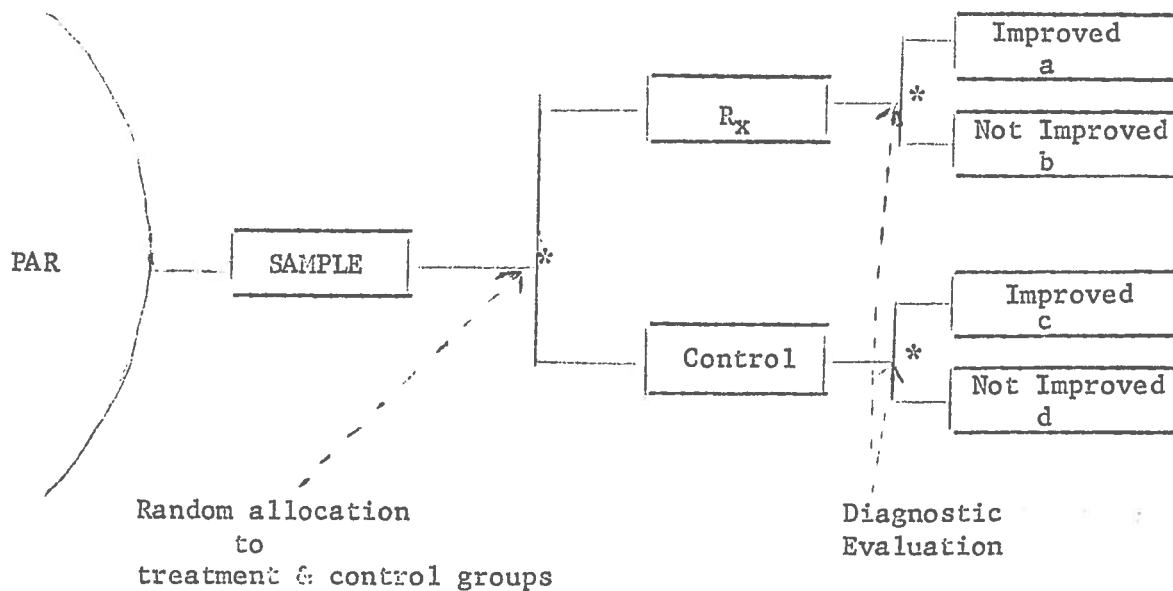 Improved
a
Rx
*
Not Improved
b
PAR
SAMPLE
*
Improved
c
Control
*
Not Improved
d
Random allocation
to
treatment & control groups
Diagnostic
Evaluation